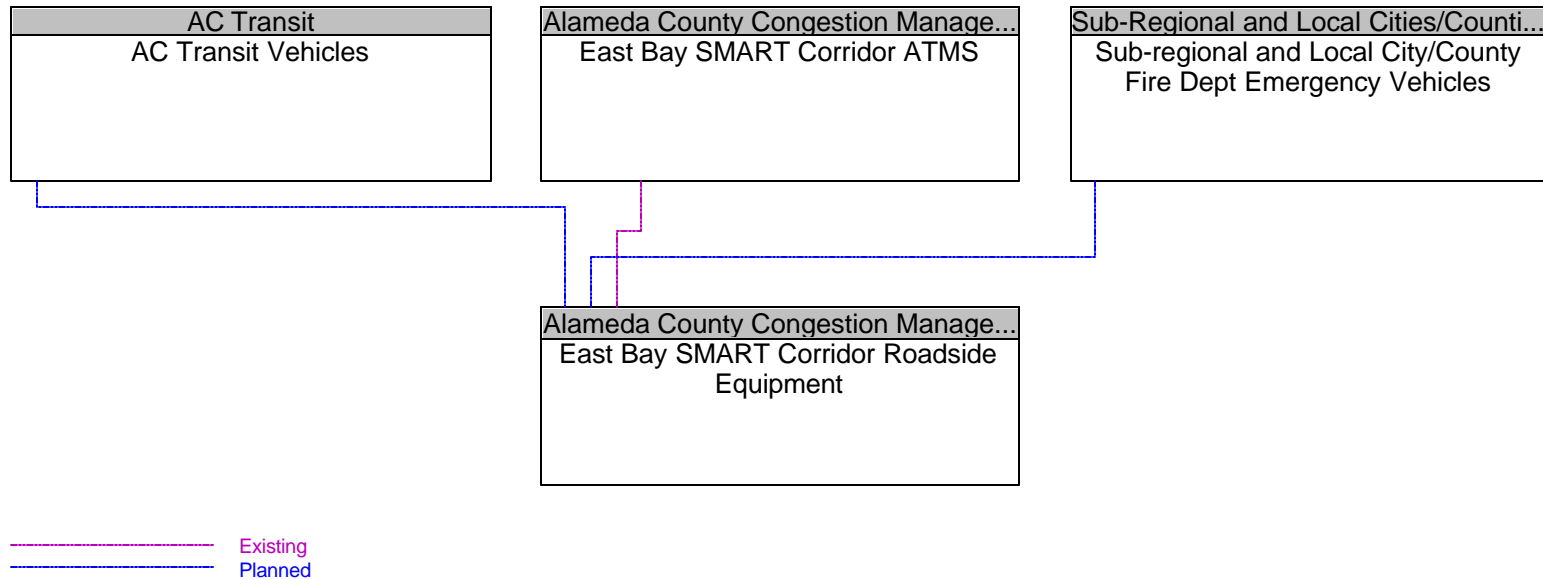 AC Transit
AC Transit Vehicles
Alameda County Congestion Manage...
East Bay SMART Corridor ATMS
Sub-Regional and Local Cities/Counti...
Sub-regional and Local City/County
Fire Dept Emergency Vehicles
Alameda County Congestion Manage...
East Bay SMART Corridor Roadside
Equipment
Existing
Planned